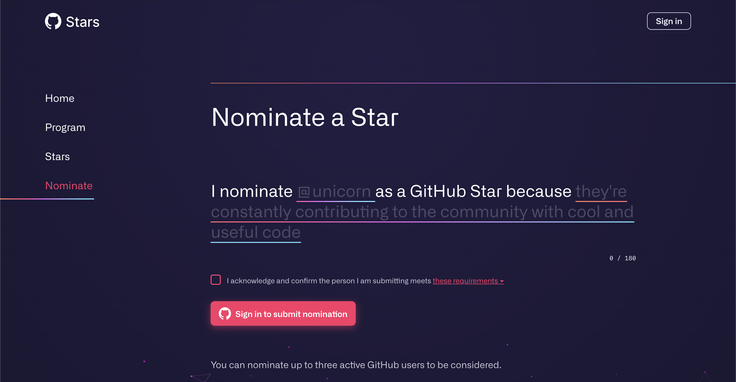 Stars
Sign in
Home
Program
Stars
Nominate
Nominate a Star
I nominate @unicorn as a GitHub Star because they're
constantly contributing to the community with cool and
useful code
0 / 180
I acknowledge and confirm the person I am submitting meets these requirements
Sign in to submit nomination
You can nominate up to three active GitHub users to be considered.